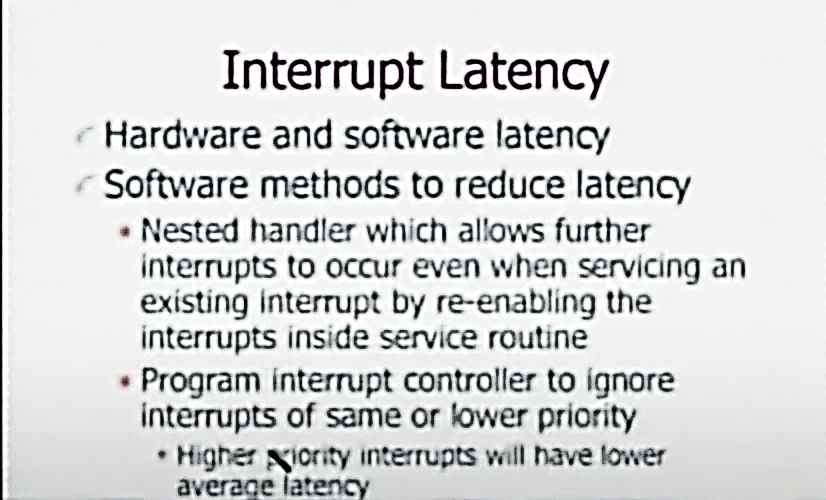 Interrupt Latency
Hardware and software latency
Software methods to reduce latency
Nested handler which allows further
interrupts to occur even when servicing an
existing interrupt by re-enabling the
interrupts inside service routine
Program interrupt controller to ignore
interrupts of same or lower priority
Higher priority interrupts will have lower
average latency